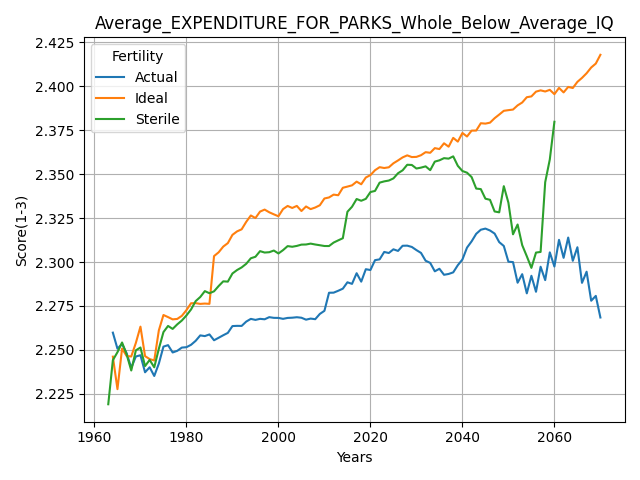 Average_EXPENDITURE_FOR_PARKS_Whole_Below_Average_IQ
Fertility
Actual
Ideal
Sterile
Score(1-3)
2.425
2.400
2.375
2.350
2.325
2.300
2.275
2.250
2.225
1960 1980 2000 2020 2040 2060
Years